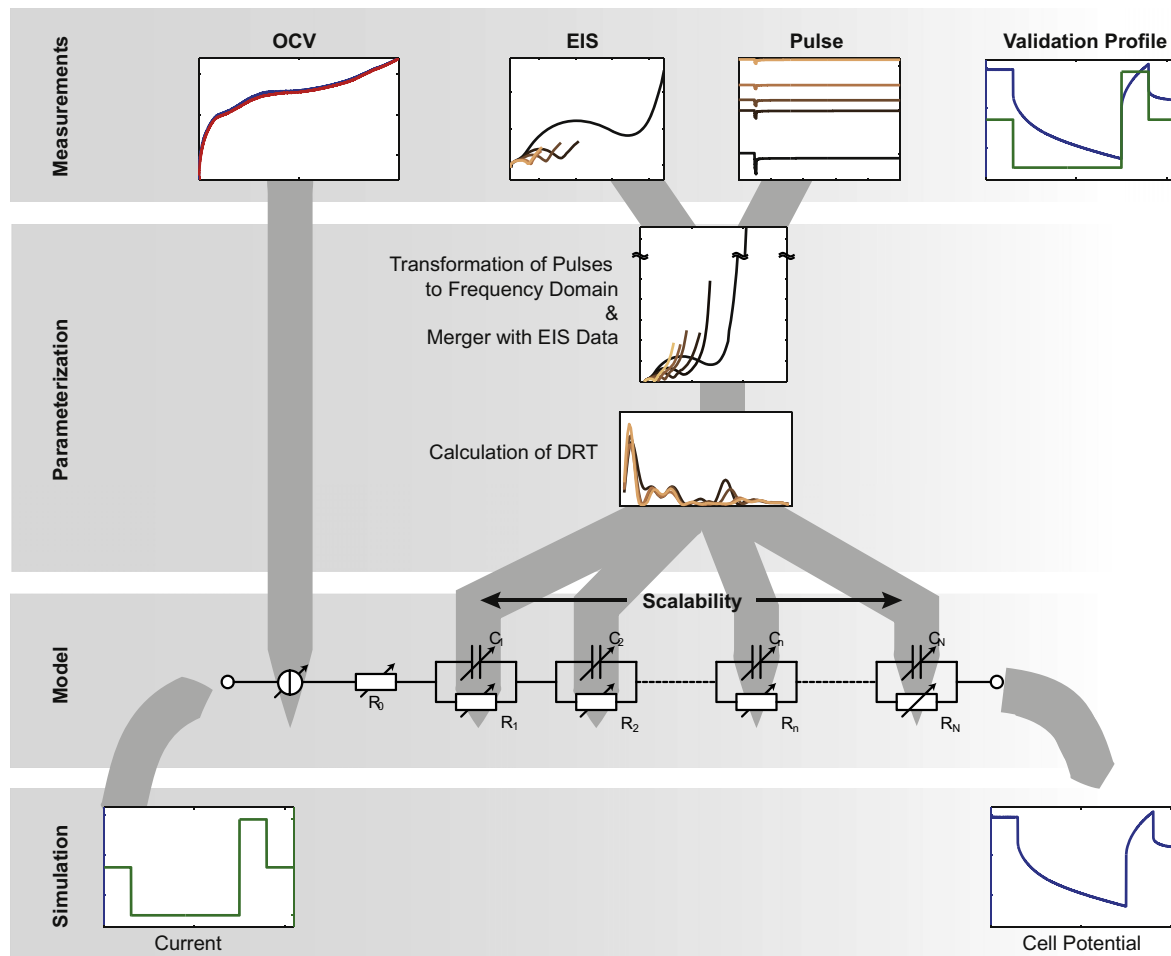 Measurements
OCV
EIS
Pulse
Validation Profile
Parameterization
Transformation of Pulses
to Frequency Domain
&
Merger with EIS Data
Calculation of DRT
Model
Scalability
C1
C2
Cn
CN
R0
R1
R2
Rn
RN
Simulation
Current
Cell Potential